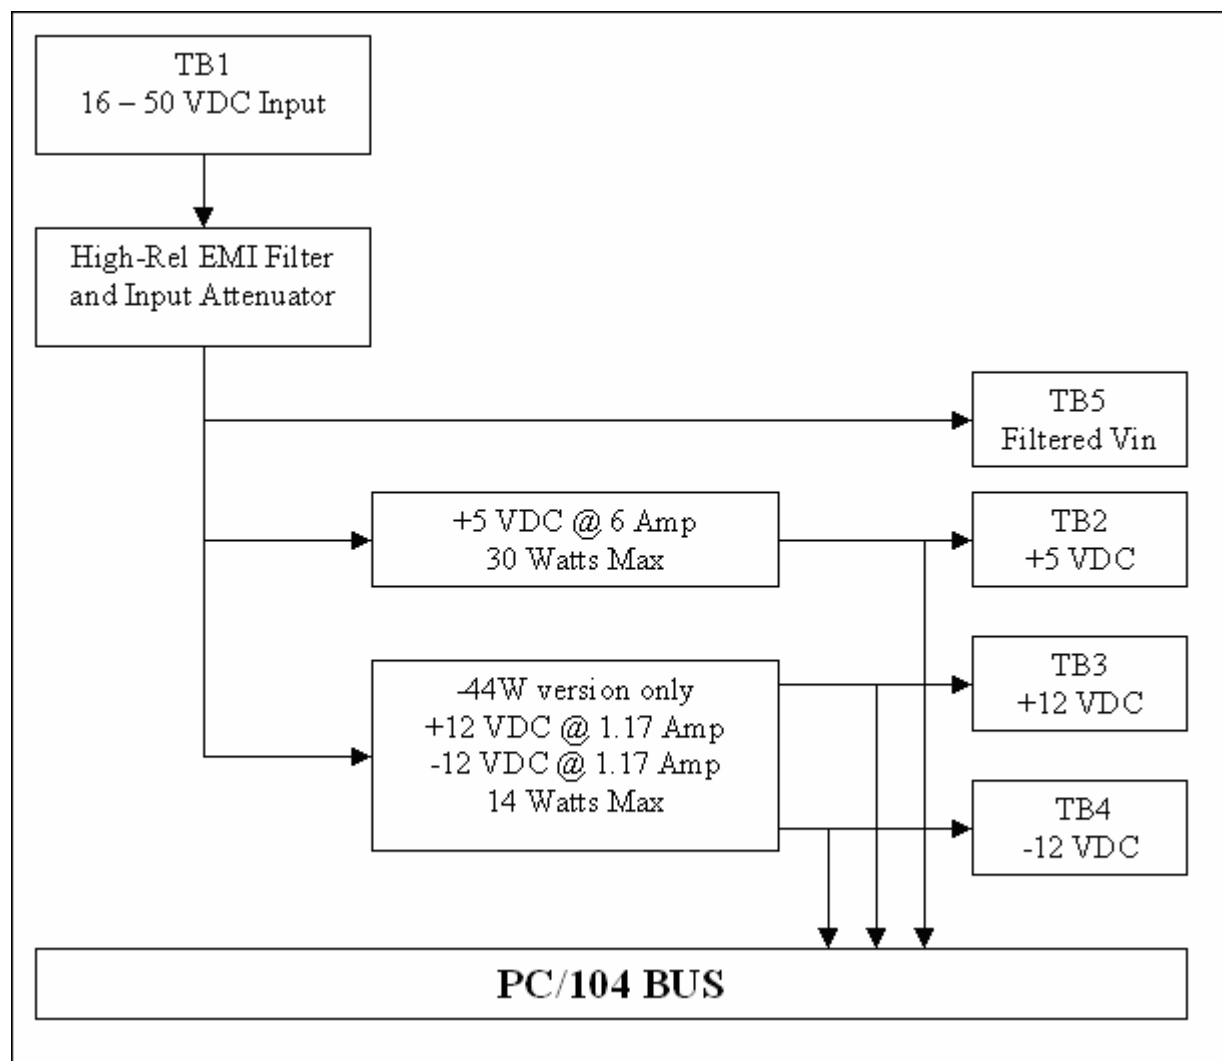 TB1
16 – 50 VDC Input
High-Rel EMI Filter
and Input Attenuator
TB5
Filtered Vin
+5 VDC @ 6 Amp
30 Watts Max
TB2
+5 VDC
-44W version only
+12 VDC @ 1.17 Amp
-12 VDC @ 1.17 Amp
14 Watts Max
TB3
+12 VDC
TB4
-12 VDC
PC/104 BUS